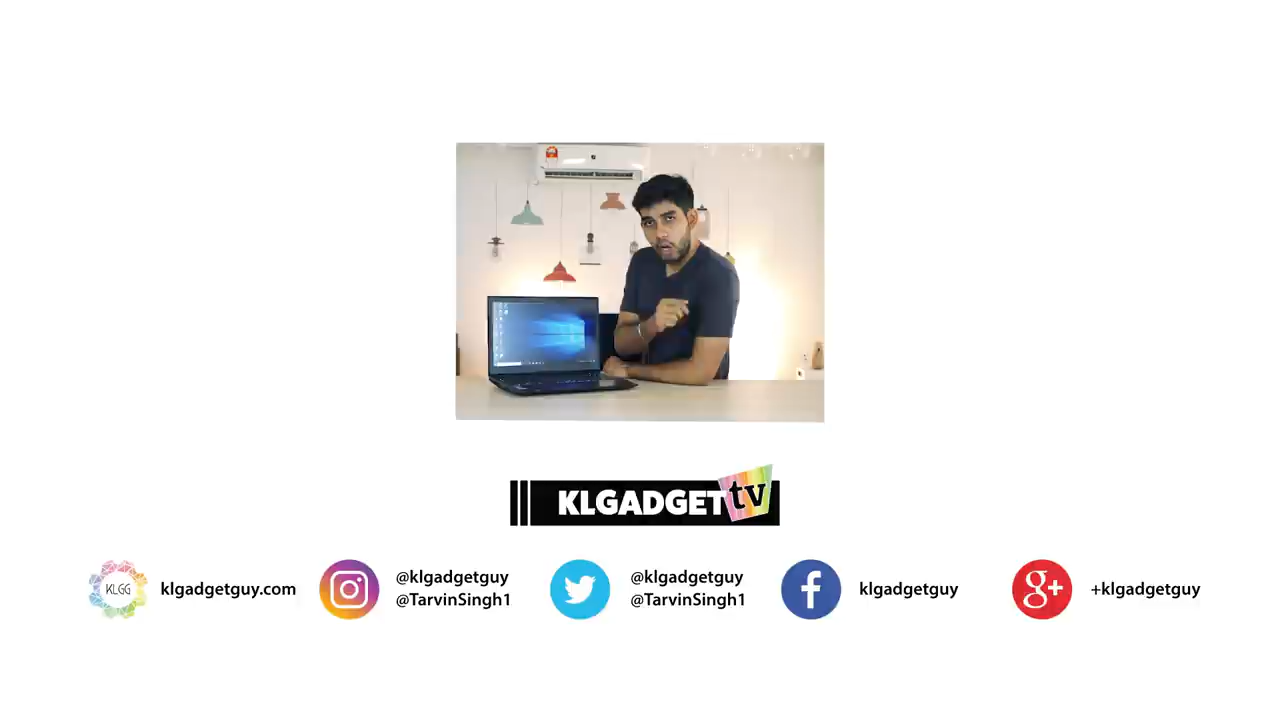 KLGADGET tv
KLGG
klgadgetguy.com
@klgadgetguy
@TarvinSingh1
@klgadgetguy
@TarvinSingh1
klgadgetguy
g+
+klgadgetguy